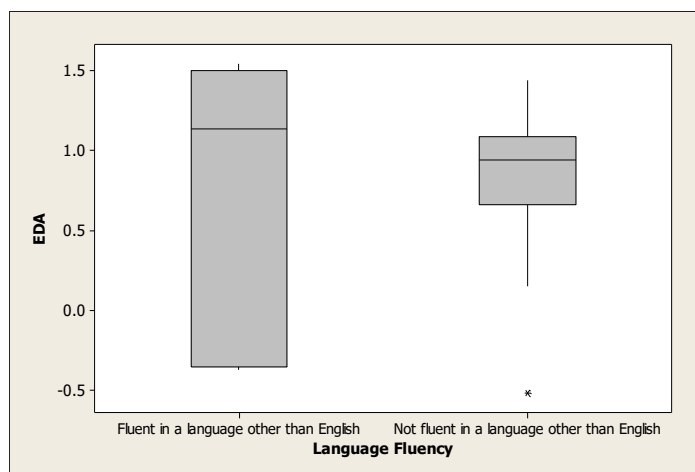 1.5
1.0
0.5
0.0
-0.5
EDA
Fluent in a language other than English
Not fluent in a language other than English
Language Fluency